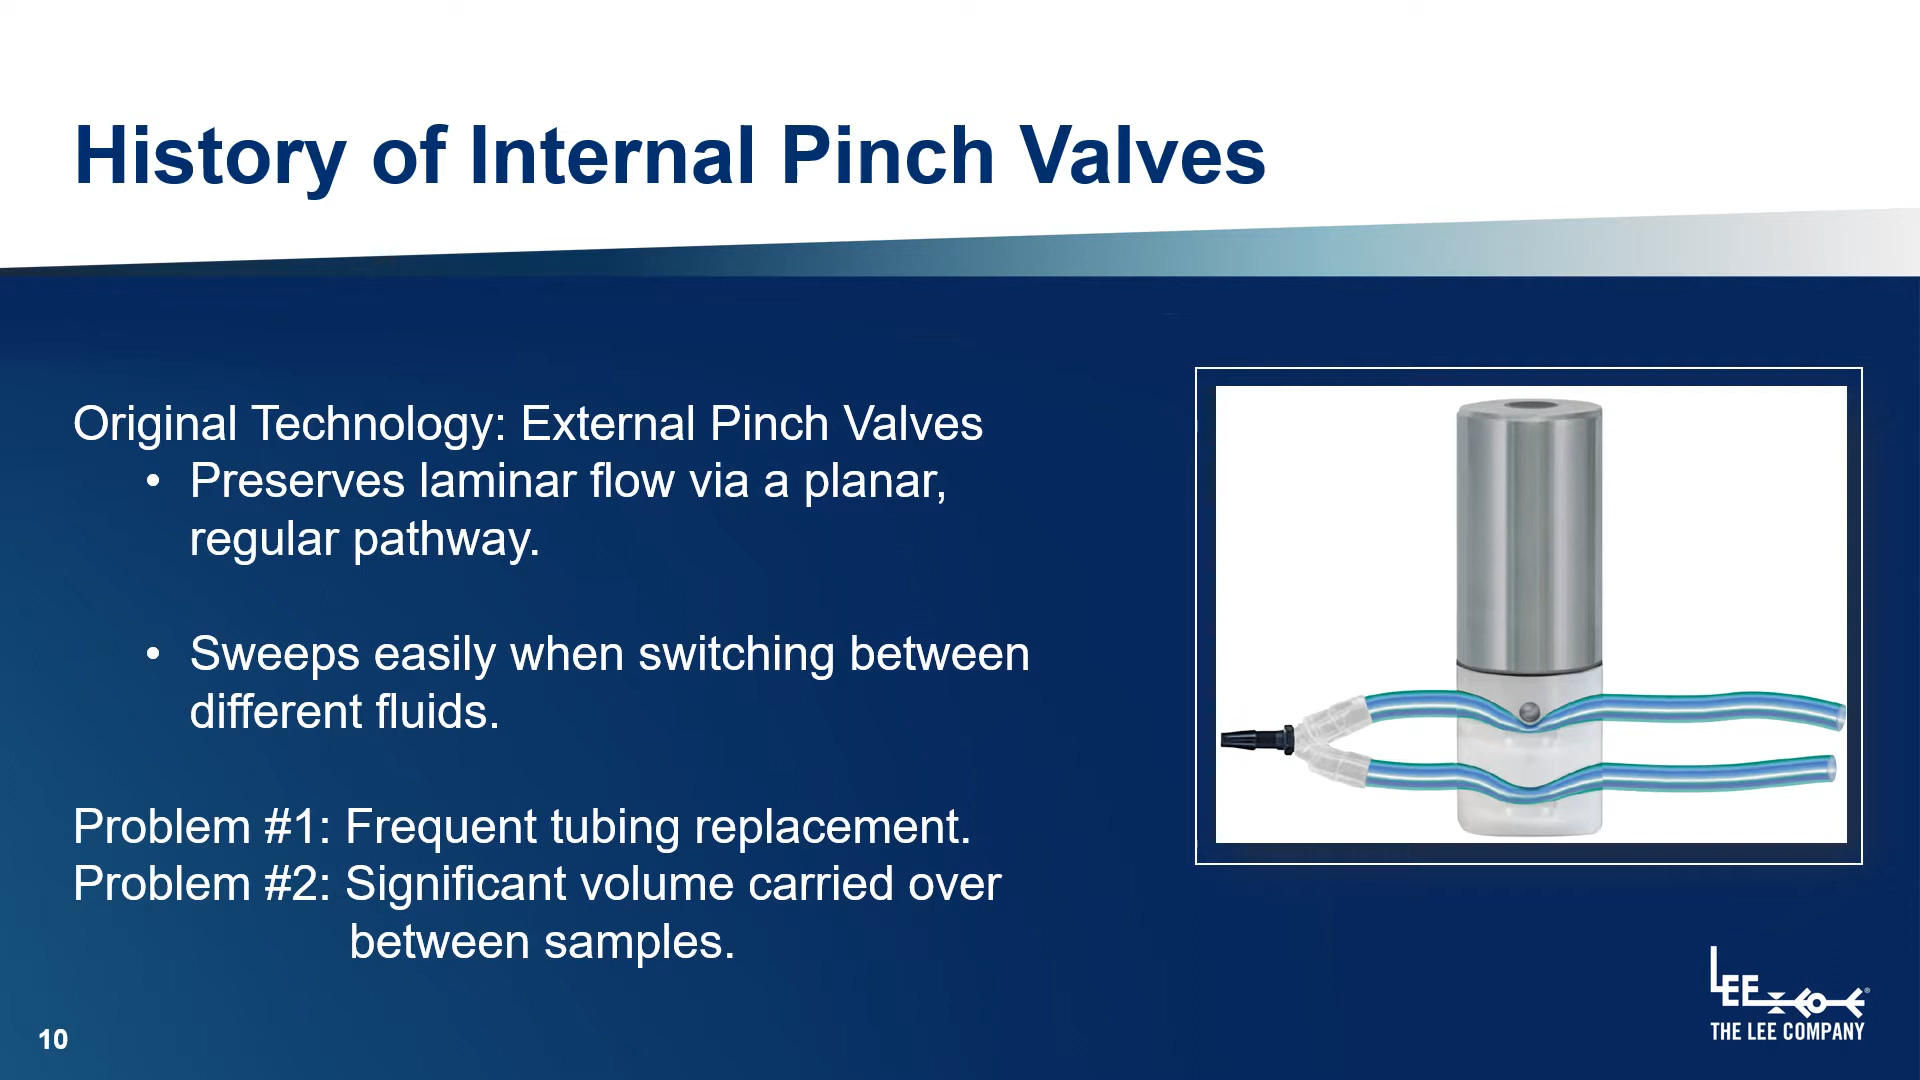 History of Internal Pinch Valves
Original Technology: External Pinch Valves
• Preserves laminar flow via a planar,
regular pathway.
• Sweeps easily when switching between
different fluids.
Problem #1: Frequent tubing replacement.
Problem #2: Significant volume carried over
between samples.
LEE®
THE LEE COMPANY
10